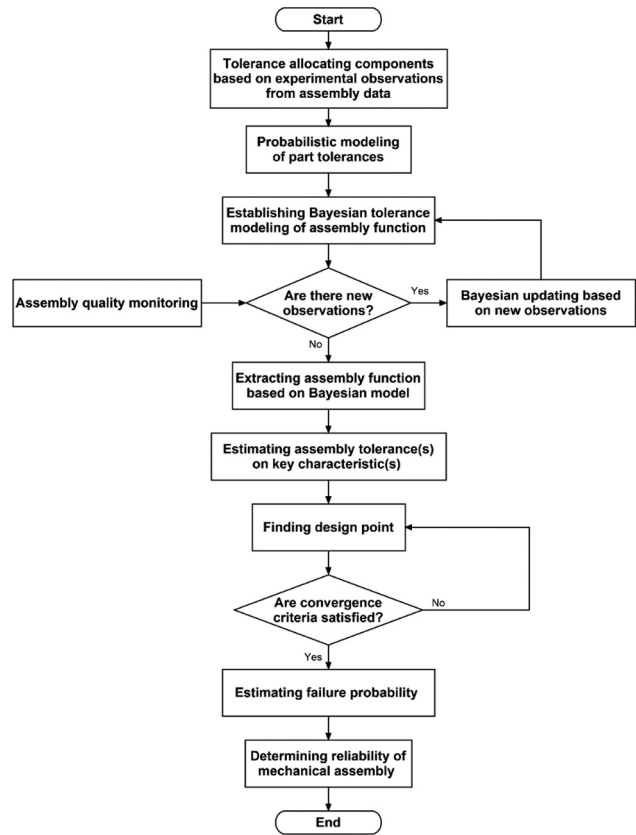 Start
Tolerance allocating components
based on experimental observations
from assembly data
Probabilistic modeling
of part tolerances
Establishing Bayesian tolerance
modeling of assembly function
Assembly quality monitoring
Are there new
observations?
Yes
Bayesian updating based
on new observations
No
Extracting assembly function
based on Bayesian model
Estimating assembly tolerance(s)
on key characteristic(s)
Finding design point
Are convergence
criteria satisfied?
No
Yes
Estimating failure probability
Determining reliability of
mechanical assembly
End